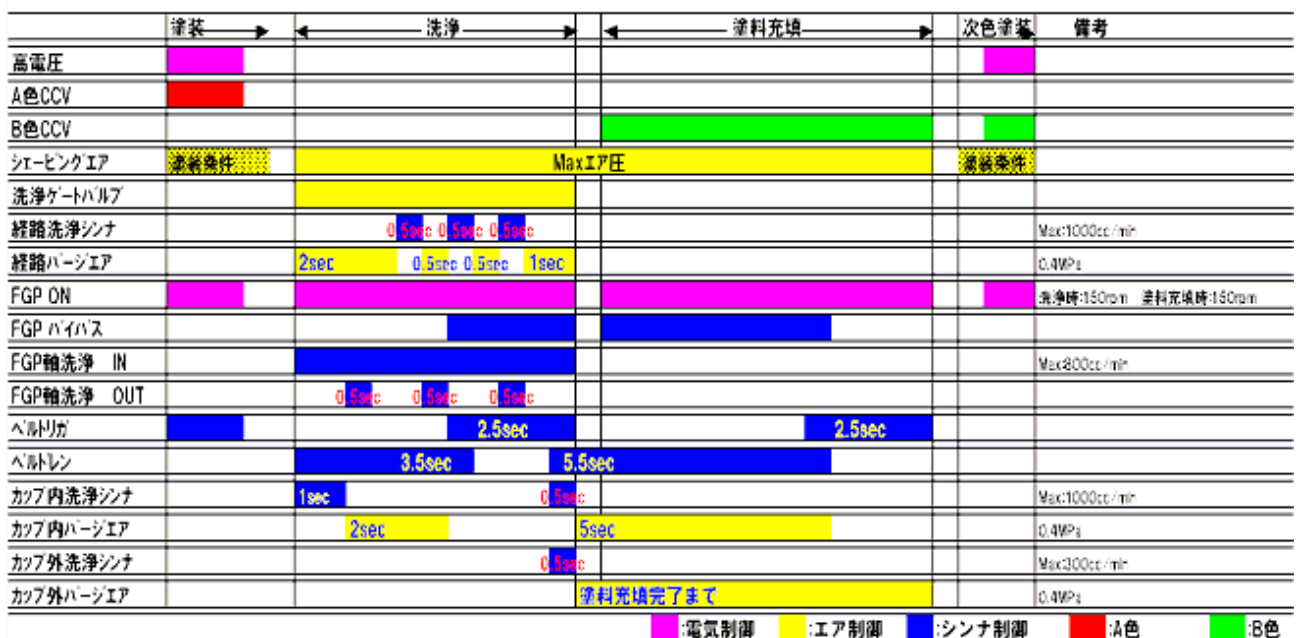 塗装 洗浄 塗料充填 次色塗装 備考
高電圧
A色CCV
B色CCV
シェービングエア 塗装条件 Maxエア圧 塗装条件
洗浄ゲートバルブ
経路洗浄シンナ 0.5sec 0.5sec 0.5sec Max:1000cc/min
経路パージエア 2sec 0.5sec 0.5sec 1sec 0.4MPa
FGP ON 洗浄時:150rpm 塗料充填時:150rpm
FGP バイパス
FGP軸洗浄 IN Max:800cc/min
FGP軸洗浄 OUT 0.5sec 0.5sec 0.5sec
ベルトリガ 2.5sec 2.5sec
ベルドレン 3.5sec 5.5sec
カップ内洗浄シンナ 1sec 0.5sec Max:1000cc/min
カップ内パージエア 2sec 5sec 0.4MPa
カップ外洗浄シンナ 0.5sec Max:300cc/min
カップ外パージエア 塗料充填完了まで 0.4MPa
:電気制御 :エア制御 :シンナ制御 :A色 :B色